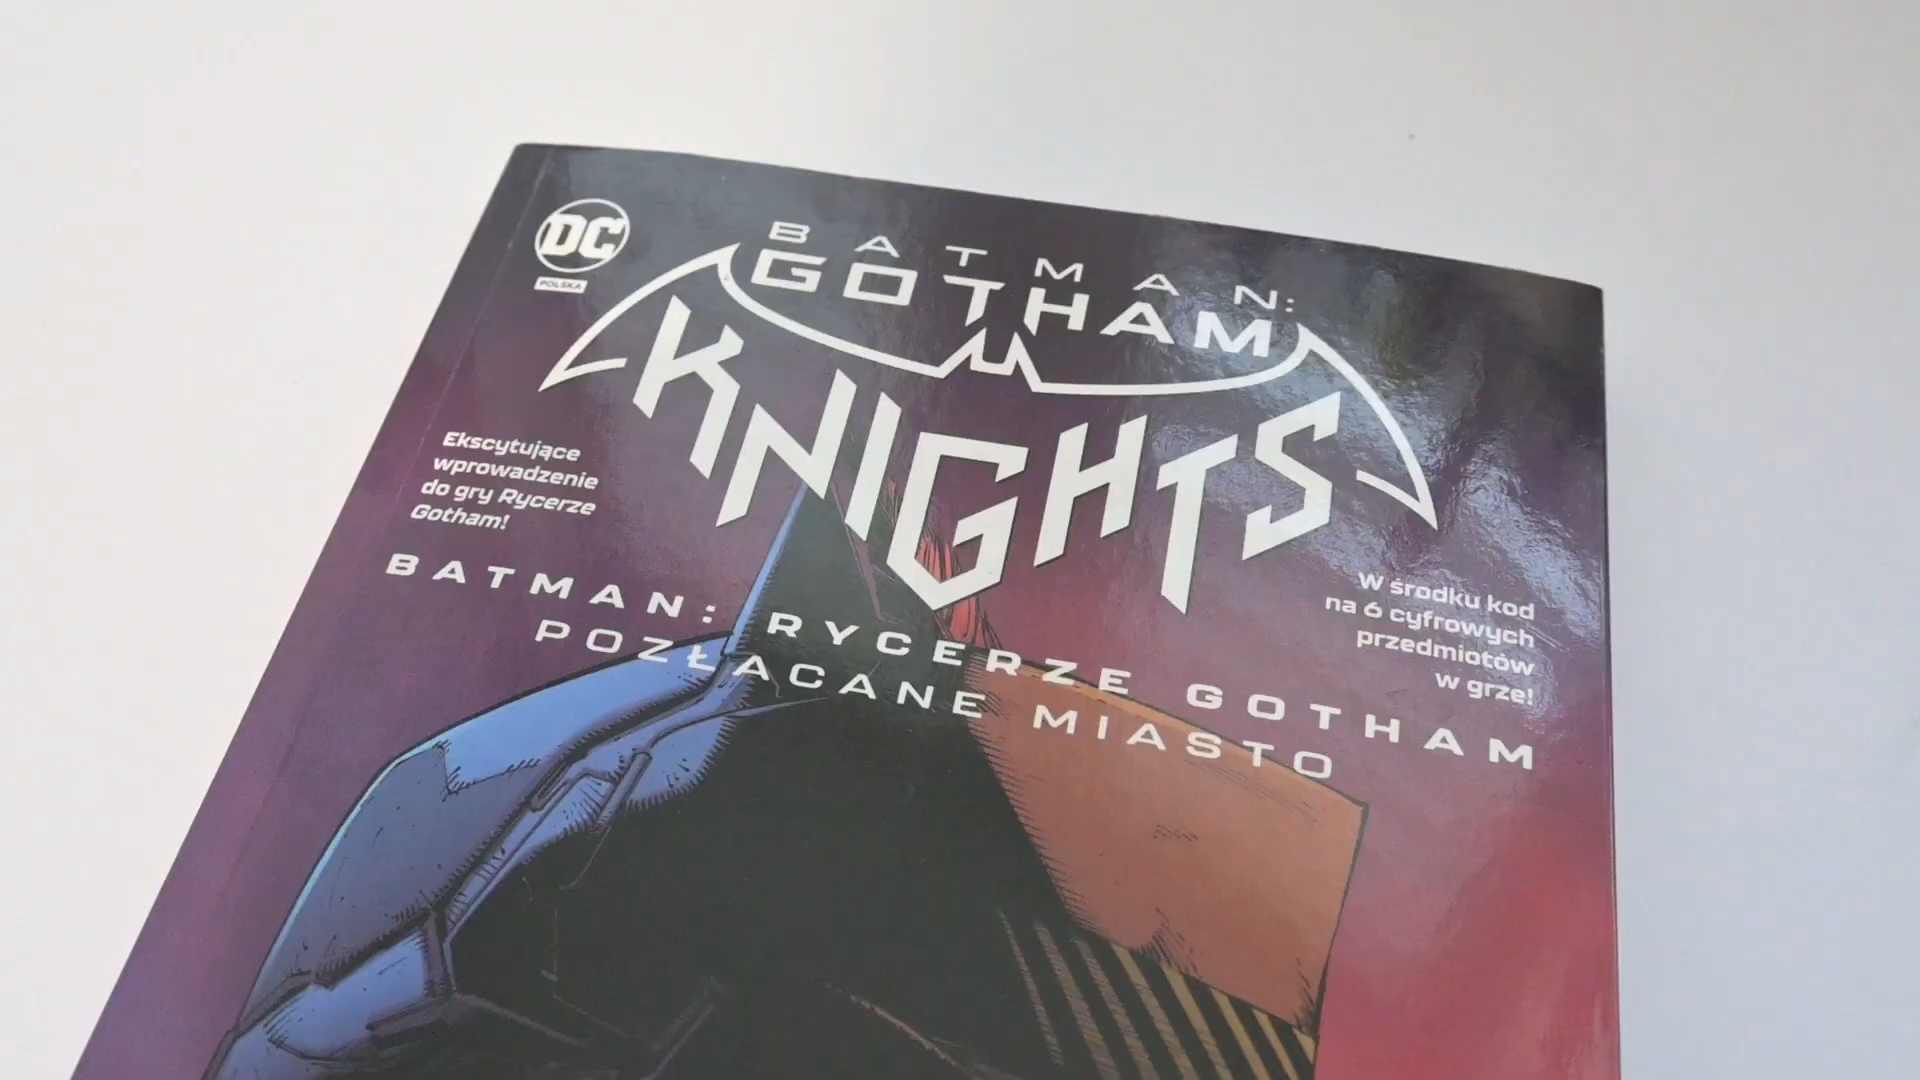 DC
POLSKA
BATMAN:
GOTHAM
KNIGHTS
Ekscytujące
wprowadzenie
do gry Rycerze
Gotham!
W środku kod
na 6 cyfrowych
przedmiotów
w grze!
BATMAN: RYCERZE GOTHAM
POZŁACANE MIASTO